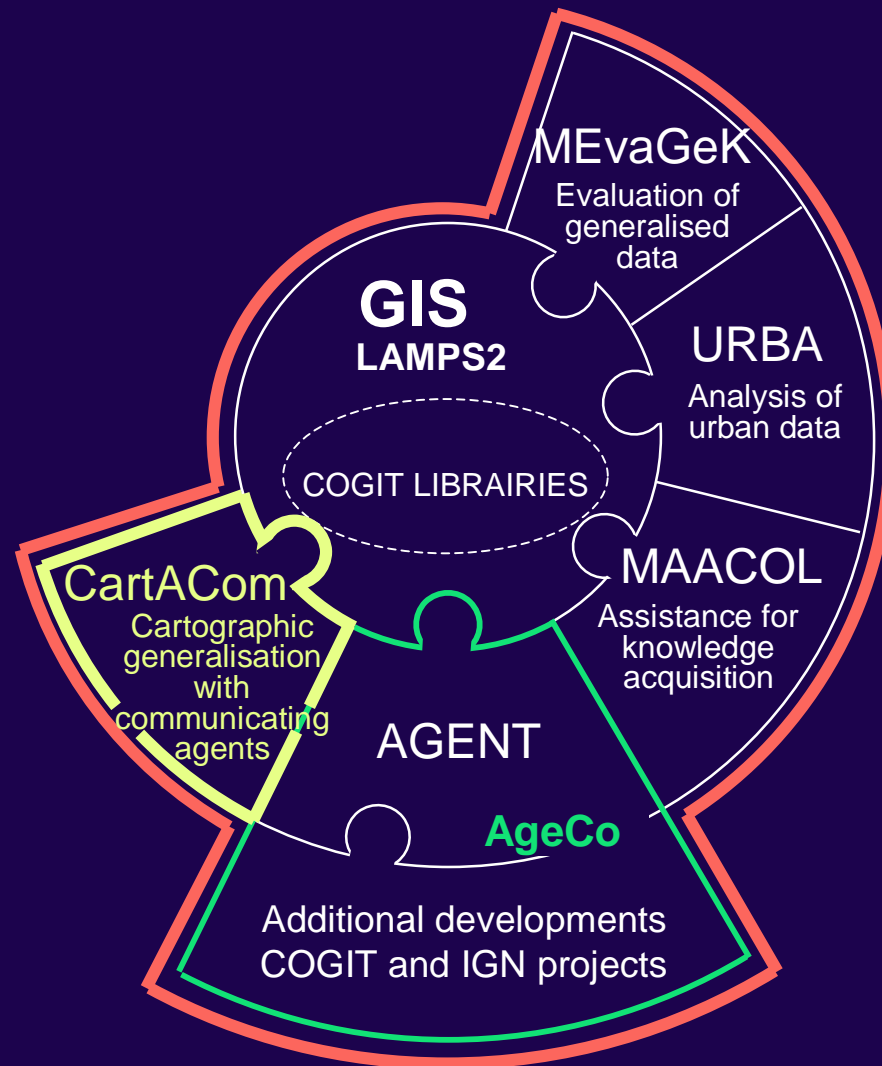 MEvaGeK
Evaluation of
generalised
data
GIS
LAMPS2
URBA
Analysis of
urban data
COGIT LIBRAIRIES
MAACOL
Assistance for
knowledge
acquisition
CartACom
Cartographic
generalisation
with
communicating
agents
AGENT
AgeCo
Additional developments
COGIT and IGN projects